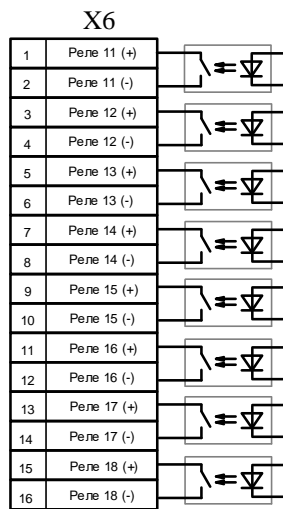 X6
1 Реле 11 (+)
2 Реле 11 (-)
3 Реле 12 (+)
4 Реле 12 (-)
5 Реле 13 (+)
6 Реле 13 (-)
7 Реле 14 (+)
8 Реле 14 (-)
9 Реле 15 (+)
10 Реле 15 (-)
11 Реле 16 (+)
12 Реле 16 (-)
13 Реле 17 (+)
14 Реле 17 (-)
15 Реле 18 (+)
16 Реле 18 (-)